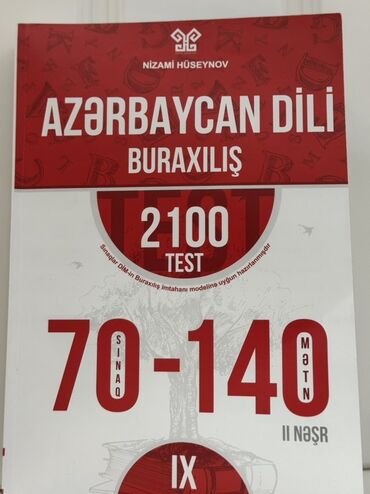 NİZAMİ HÜSEYNOV
AZƏRBAYCAN DİLİ
BURAXILIŞ
TEST
2100
TEST
Sınaqlar DİM-in Buraxılış imtahanı modelinə uyğun hazırlanmışdır
70 SINAQ - 140 MƏTN
II NƏŞR
IX